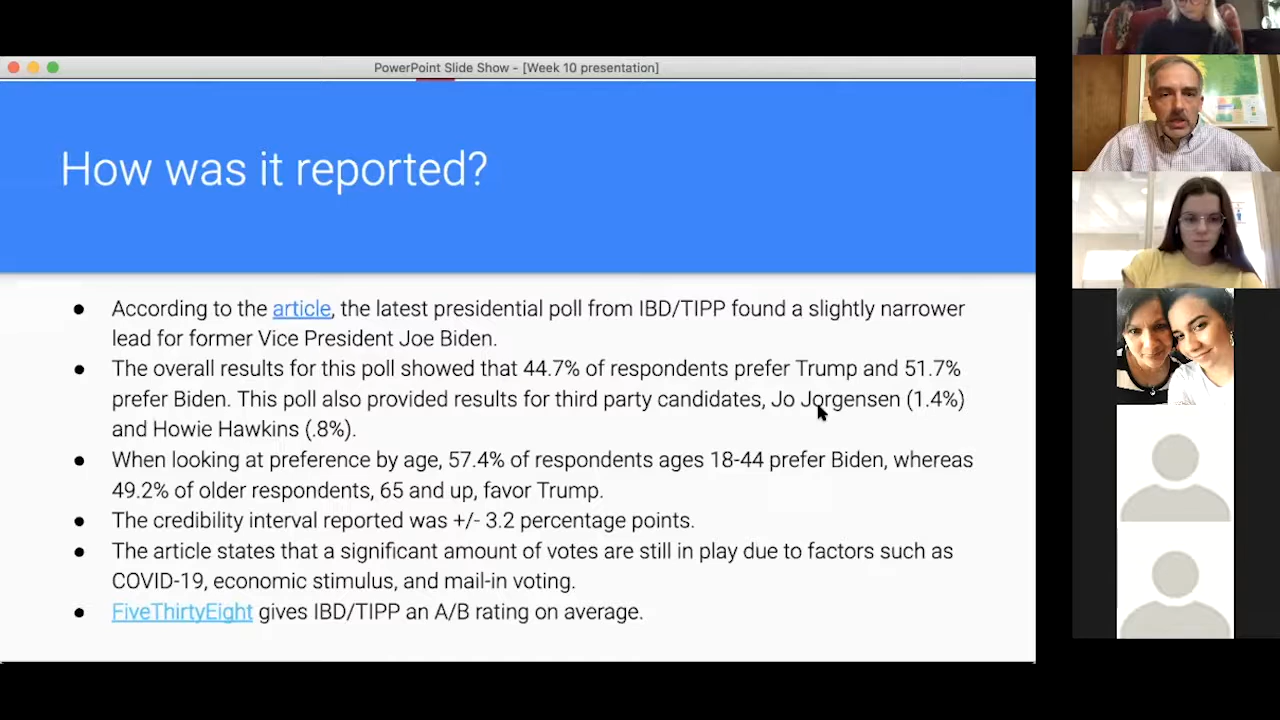 PowerPoint Slide Show - [Week 10 presentation]
How was it reported?
● According to the article, the latest presidential poll from IBD/TIPP found a slightly narrower
lead for former Vice President Joe Biden.
● The overall results for this poll showed that 44.7% of respondents prefer Trump and 51.7%
prefer Biden. This poll also provided results for third party candidates, Jo Jorgensen (1.4%)
and Howie Hawkins (.8%).
● When looking at preference by age, 57.4% of respondents ages 18-44 prefer Biden, whereas
49.2% of older respondents, 65 and up, favor Trump.
● The credibility interval reported was +/- 3.2 percentage points.
● The article states that a significant amount of votes are still in play due to factors such as
COVID-19, economic stimulus, and mail-in voting.
● FiveThirtyEight gives IBD/TIPP an A/B rating on average.